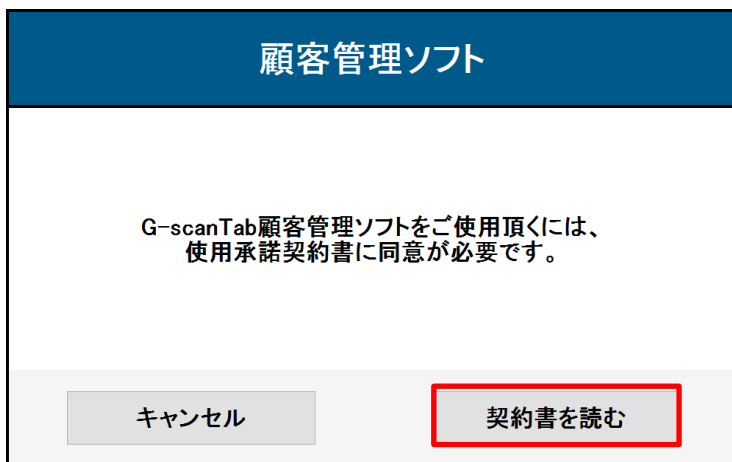 顧客管理ソフト
G-scanTab顧客管理ソフトをご使用頂くには、
使用承諾契約書に同意が必要です。
キャンセル
契約書を読む